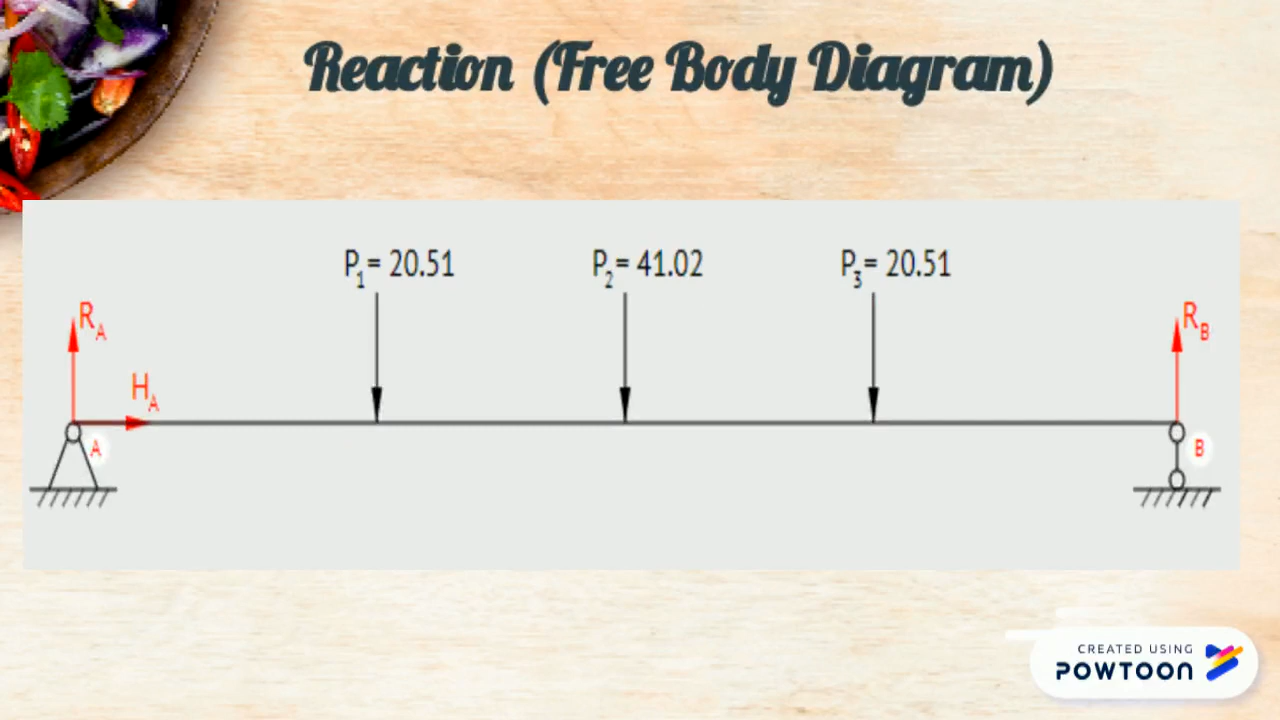 Reaction (Free Body Diagram)
P1= 20.51 P2= 41.02 P3= 20.51
RA RB
HA
A B
CREATED USING
POWTOON